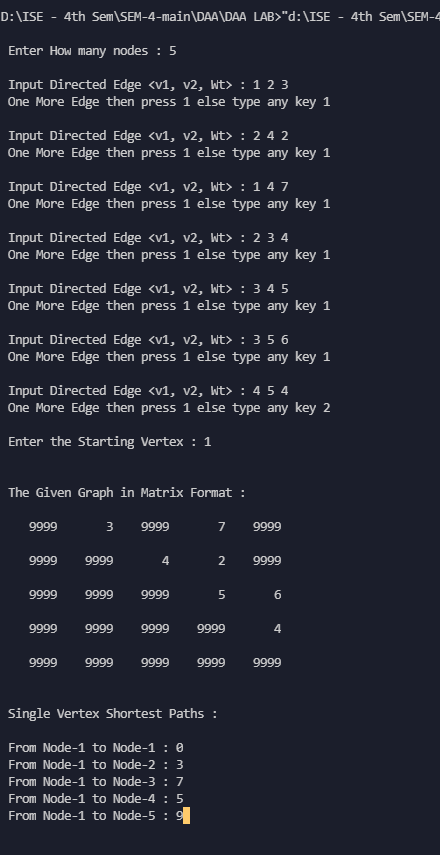 D:\ISE - 4th Sem\SEM-4-main\DAA\DAA LAB>"d:\ISE - 4th Sem\SEM-4
Enter How many nodes : 5
Input Directed Edge <v1, v2, Wt> : 1 2 3
One More Edge then press 1 else type any key 1
Input Directed Edge <v1, v2, Wt> : 2 4 2
One More Edge then press 1 else type any key 1
Input Directed Edge <v1, v2, Wt> : 1 4 7
One More Edge then press 1 else type any key 1
Input Directed Edge <v1, v2, Wt> : 2 3 4
One More Edge then press 1 else type any key 1
Input Directed Edge <v1, v2, Wt> : 3 4 5
One More Edge then press 1 else type any key 1
Input Directed Edge <v1, v2, Wt> : 3 5 6
One More Edge then press 1 else type any key 1
Input Directed Edge <v1, v2, Wt> : 4 5 4
One More Edge then press 1 else type any key 2
Enter the Starting Vertex : 1
The Given Graph in Matrix Format :
9999 3 9999 7 9999
9999 9999 4 2 9999
9999 9999 9999 5 6
9999 9999 9999 9999 4
9999 9999 9999 9999 9999
Single Vertex Shortest Paths :
From Node-1 to Node-1 : 0
From Node-1 to Node-2 : 3
From Node-1 to Node-3 : 7
From Node-1 to Node-4 : 5
From Node-1 to Node-5 : 9